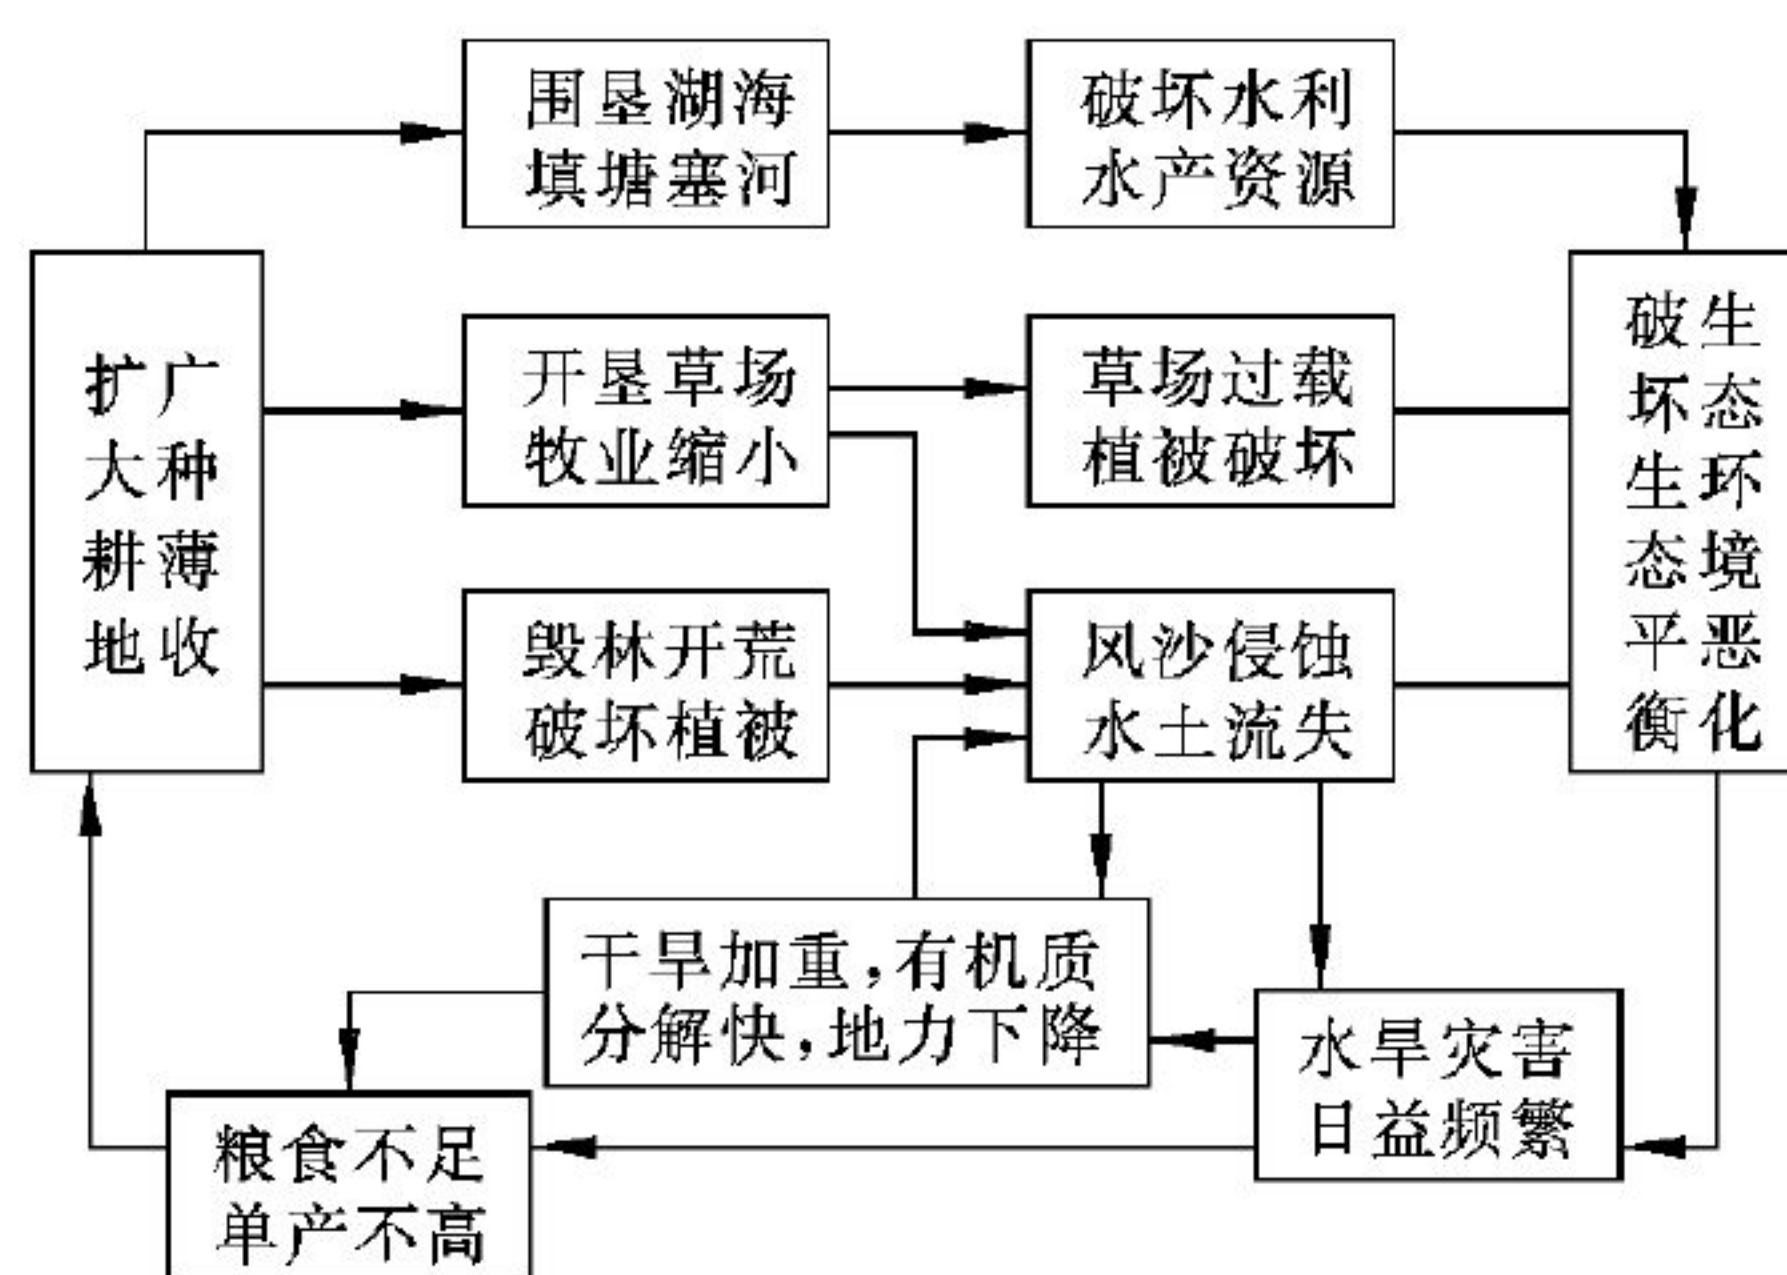 围垦湖海
填塘塞河
破坏水利
水产资源
扩大耕地
广种薄收
开垦草场
牧业缩小
草场过载
植被破坏
破坏生态平衡
生态环境恶化
毁林开荒
破坏植被
风沙侵蚀
水土流失
干旱加重,有机质
分解快,地力下降
水旱灾害
日益频繁
粮食不足
单产不高